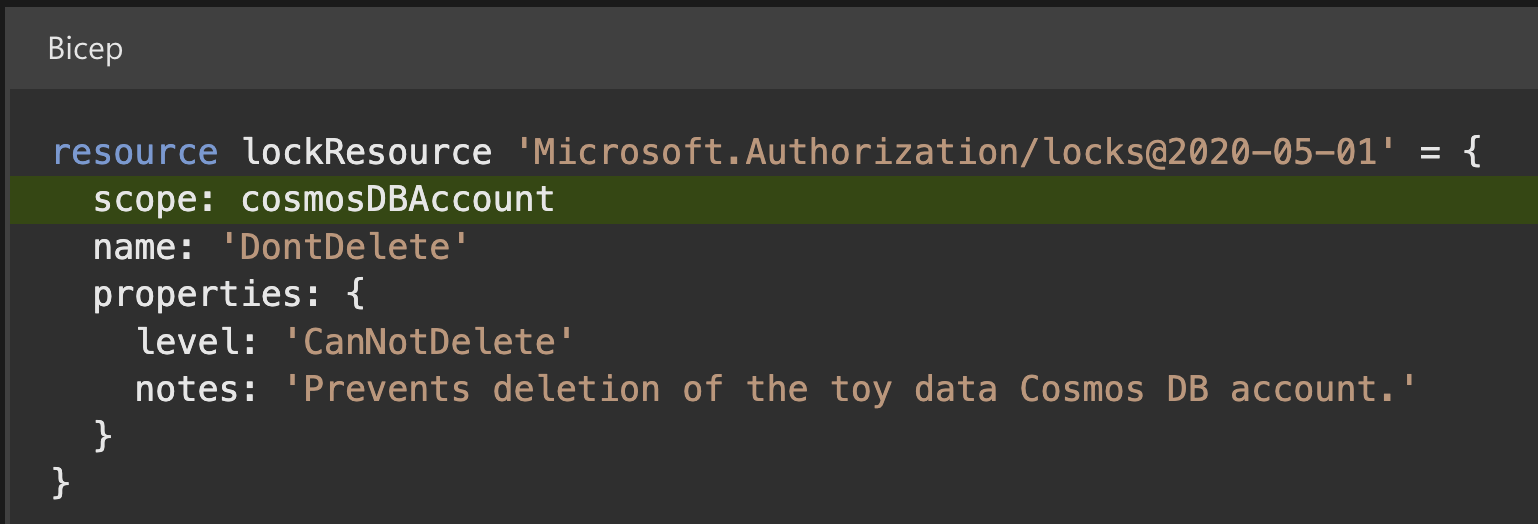 Bicep
resource lockResource 'Microsoft.Authorization/locks@2020-05-01' = {
  scope: cosmosDBAccount
  name: 'DontDelete'
  properties: {
    level: 'CanNotDelete'
    notes: 'Prevents deletion of the toy data Cosmos DB account.'
  }
}